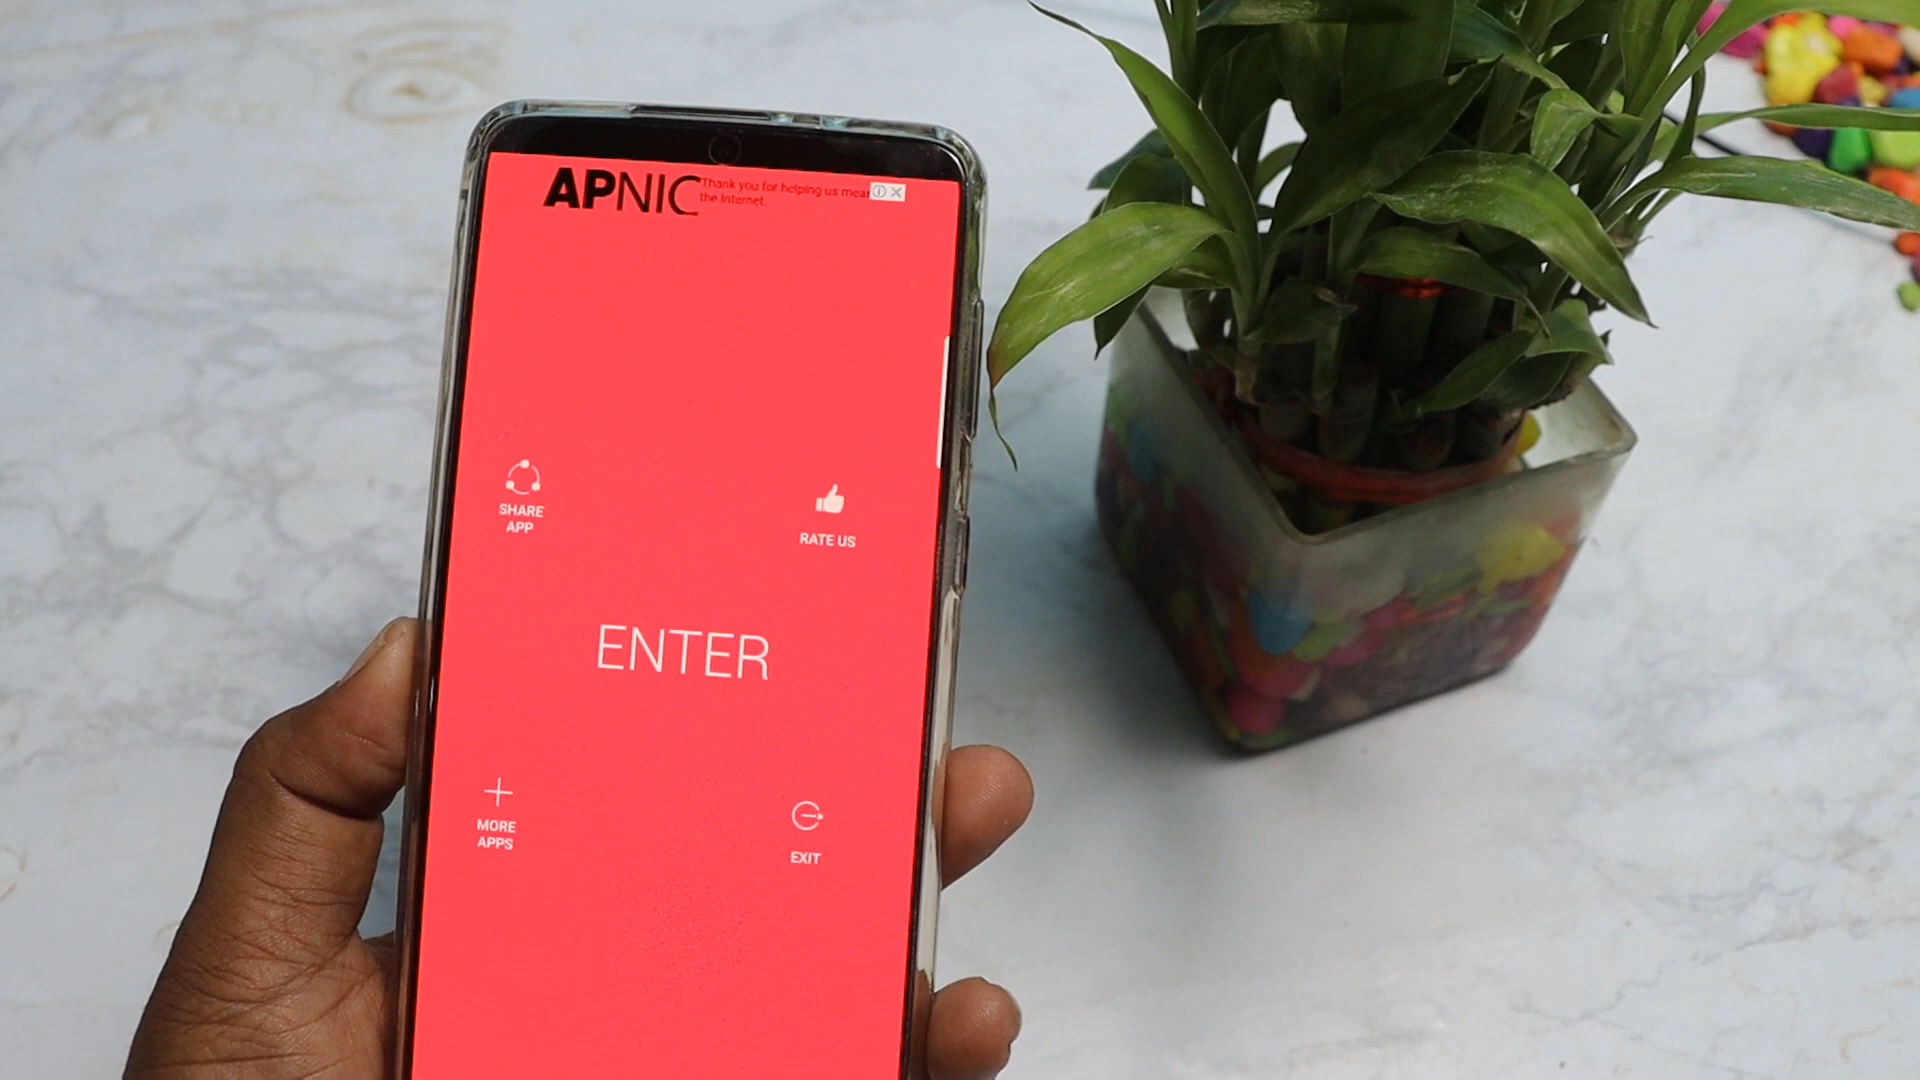 APNIC
Thank you for helping us mea
the Internet.
SHARE
APP
RATE US
ENTER
MORE
APPS
EXIT